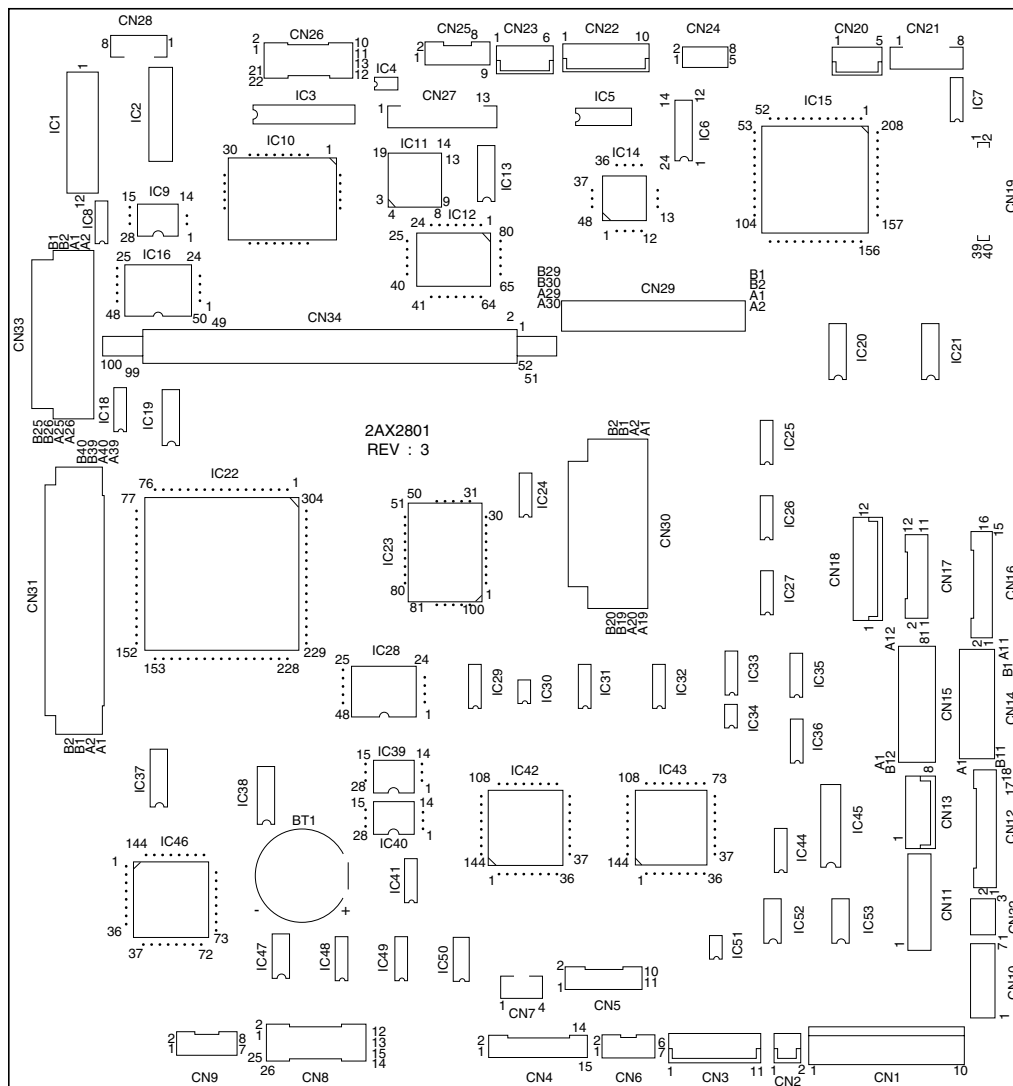 CN28
8 1
CN26
2
1
10
11
13
12
21
22
IC4
CN25
8
2
1
9
CN23
1 6
CN22
1 10
CN24
2
1
8
5
CN20
1 5
CN21
1 8
IC1
1
12
IC2
IC3
CN27
1 13
IC5
IC6
14
12
24
1
IC15
52 1
53 208
104 157
156
IC7
1
2
CN19
39
40
IC10
30 1
IC11
19
14
13
3
4
8
9
IC13
IC14
36
37
48
1 12
13
IC8
IC9
15 14
28 1
IC12
24 1
25 80
40 65
41 64
B1
B2
A1
A2
IC16
25 24
48
50
1
49
CN33
B25
B26
A25
A26
CN34
2
1
100
99
52
51
B29
B30
A29
A30
CN29
B1
B2
A1
A2
IC20
IC21
IC18
IC19
2AX2801
REV : 3
B40
B39
A40
A39
CN31
B2
B1
A2
A1
IC22
76 1
77 304
152 229
153 228
IC23
50 31
51 30
80 1
81 100
IC24
B2
B1
A2
A1
CN30
B20
B19
A20
A19
IC25
IC26
IC27
CN18
12
1
CN17
12
11
2
1
CN16
16
15
2
1
IC28
25 24
48 1
IC29
IC30
IC31
IC32
IC33
IC34
IC35
IC36
A12
81
CN15
A1
B12
A11
B1
CN14
A1
B11
IC37
IC38
IC39
15 14
28 1
15 14
28 1
IC40
IC41
BT1
- +
IC42
108
144
37
1 36
IC43
108 73
144 37
1 36
IC44
IC45
CN13
8
1
CN12
18
17
2
1
CN11
1
3
1
7
CN10
1
IC46
144
1
36
37 72
73
IC47
IC48
IC49
IC50
IC51
IC52
IC53
CN7
1 4
CN5
2
1
10
11
CN9
2
1
8
7
CN8
2
1
12
13
15
14
25
26
CN4
2
1
14
15
CN6
2
1
6
7
CN3
1 11
CN2
1 2
CN1
1 10